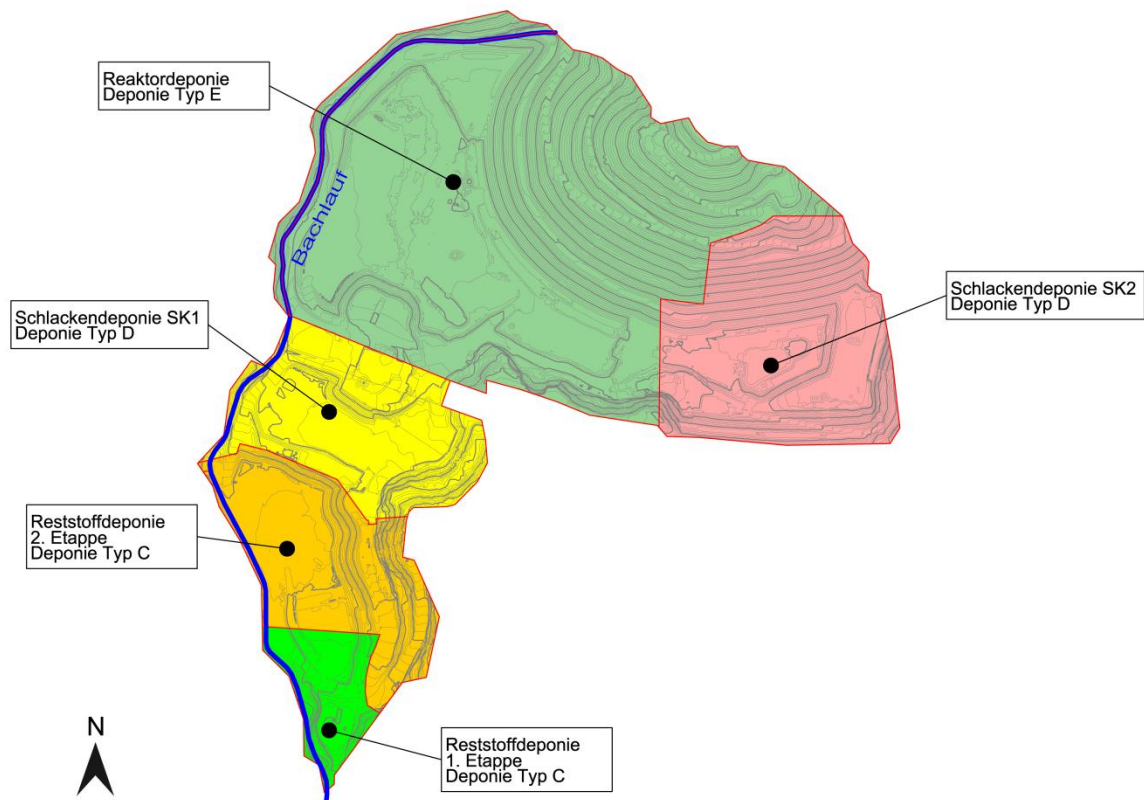 Reaktordeponie
Deponie Typ E
Bachlauf
Schlackendeponie SK2
Deponie Typ D
Schlackendeponie SK1
Deponie Typ D
Reststoffdeponie
2. Etappe
Deponie Typ C
N
Reststoffdeponie
1. Etappe
Deponie Typ C